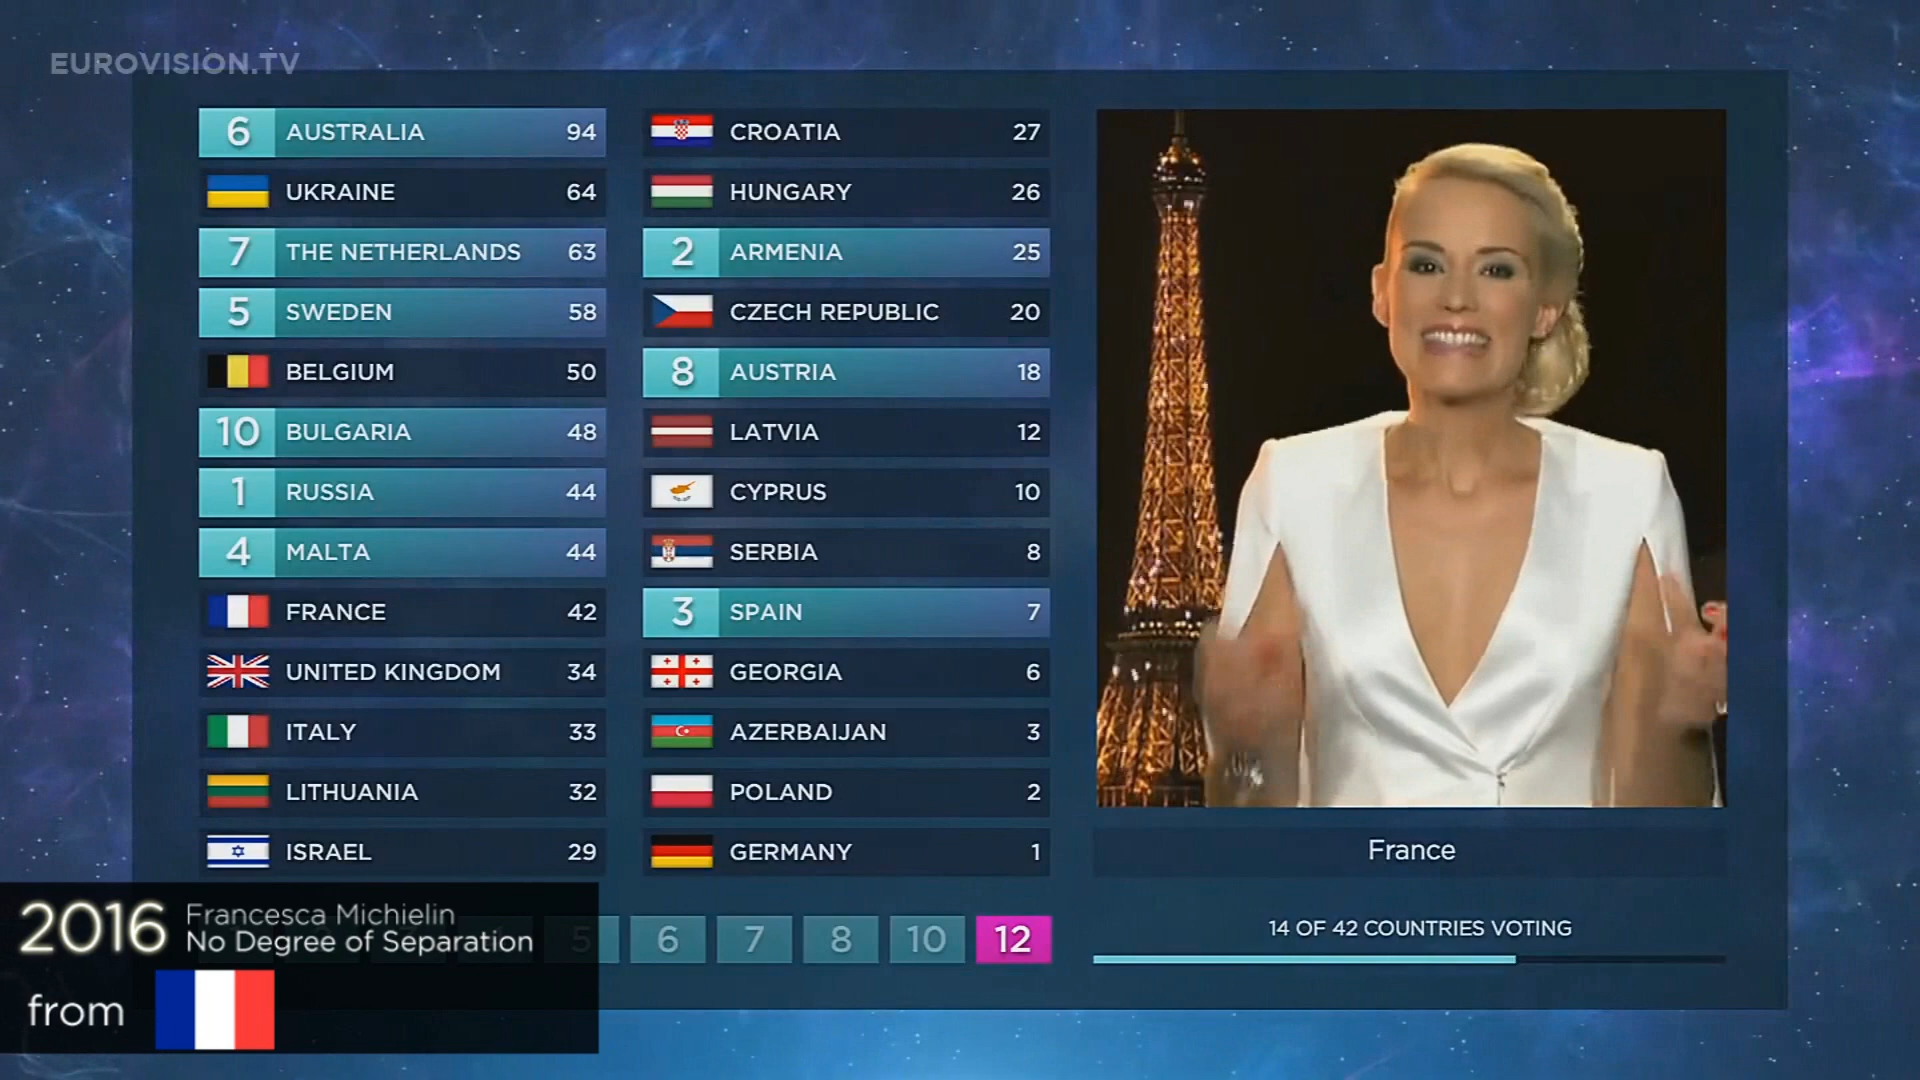 EUROVISION.TV
6 AUSTRALIA 94
UKRAINE 64
7 THE NETHERLANDS 63
5 SWEDEN 58
BELGIUM 50
10 BULGARIA 48
1 RUSSIA 44
4 MALTA 44
FRANCE 42
UNITED KINGDOM 34
ITALY 33
LITHUANIA 32
ISRAEL 29
CROATIA 27
HUNGARY 26
2 ARMENIA 25
CZECH REPUBLIC 20
8 AUSTRIA 18
LATVIA 12
CYPRUS 10
SERBIA 8
3 SPAIN 7
GEORGIA 6
AZERBAIJAN 3
POLAND 2
GERMANY 1
France
14 OF 42 COUNTRIES VOTING
5 6 7 8 10 12
2016
Francesca Michielin
No Degree of Separation
from